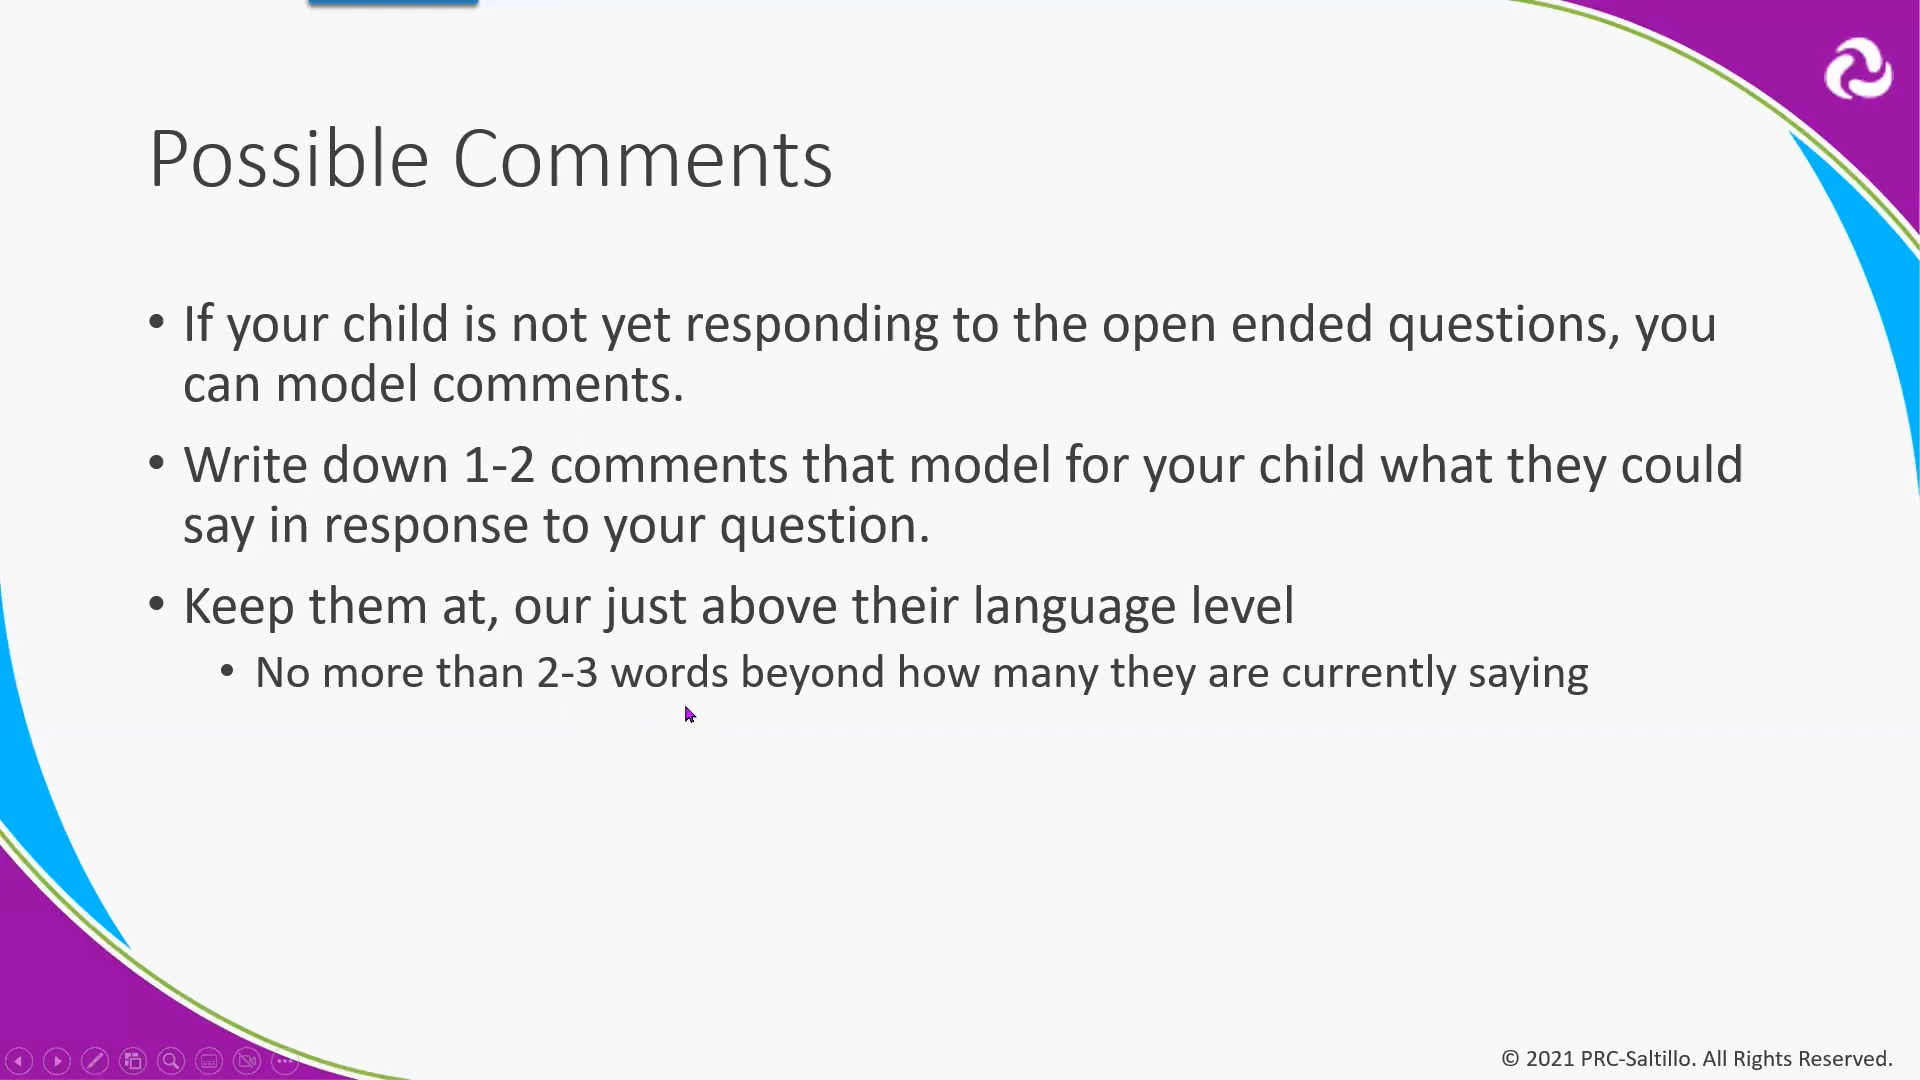 Possible Comments
• If your child is not yet responding to the open ended questions, you
can model comments.
• Write down 1-2 comments that model for your child what they could
say in response to your question.
• Keep them at, our just above their language level
• No more than 2-3 words beyond how many they are currently saying
© 2021 PRC-Saltillo. All Rights Reserved.